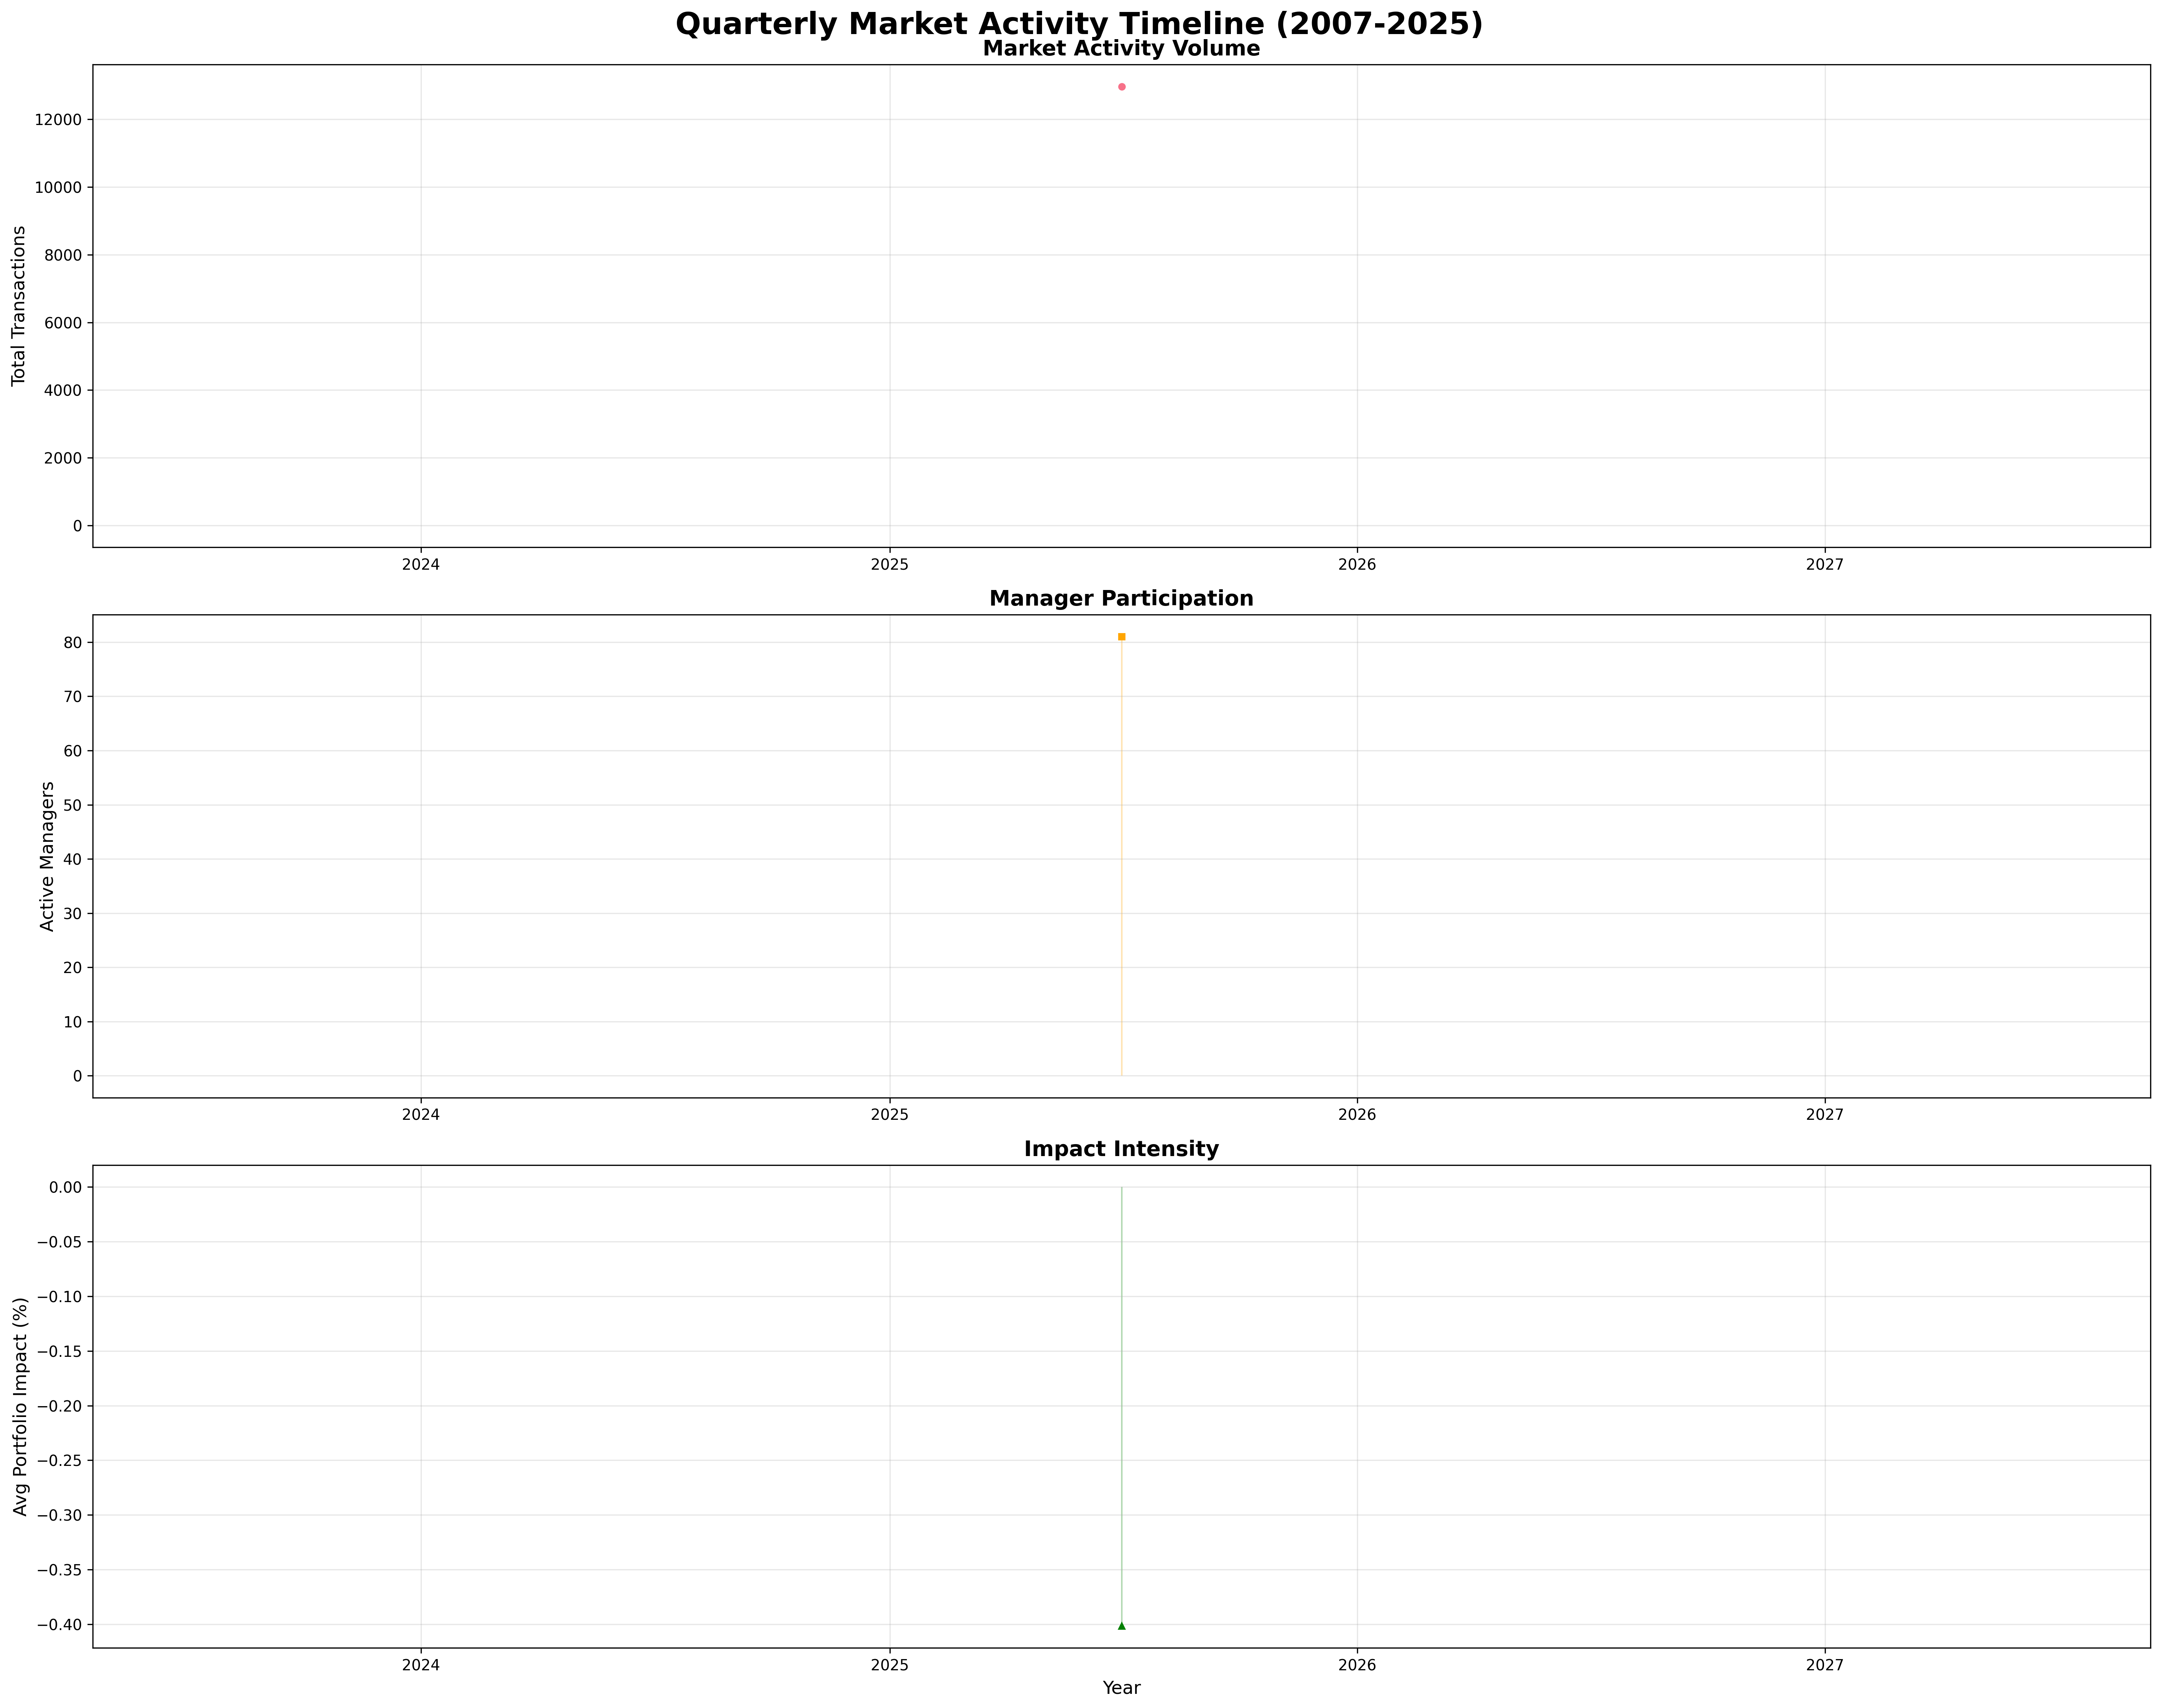 Quarterly Market Activity Timeline (2007-2025)
Market Activity Volume
Total Transactions
12000
10000
8000
6000
4000
2000
0
2024 2025 2026 2027
Manager Participation
Active Managers
80
70
60
50
40
30
20
10
0
2024 2025 2026 2027
Impact Intensity
Avg Portfolio Impact (%)
0.00
−0.05
−0.10
−0.15
−0.20
−0.25
−0.30
−0.35
−0.40
2024 2025 2026 2027
Year